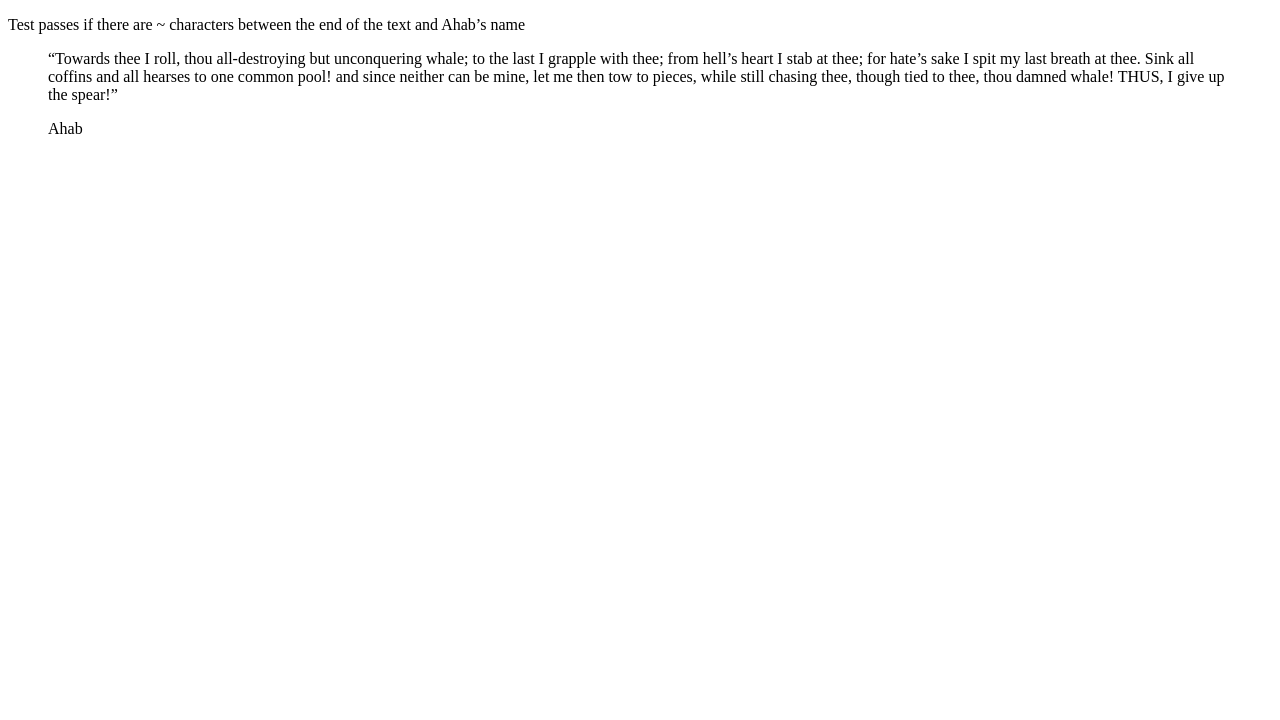 Test passes if there are ~ characters between the end of the text and Ahab’s name
“Towards thee I roll, thou all-destroying but unconquering whale; to the last I grapple with thee; from hell’s heart I stab at thee; for hate’s sake I spit my last breath at thee. Sink all
coffins and all hearses to one common pool! and since neither can be mine, let me then tow to pieces, while still chasing thee, though tied to thee, thou damned whale! THUS, I give up
the spear!”
Ahab